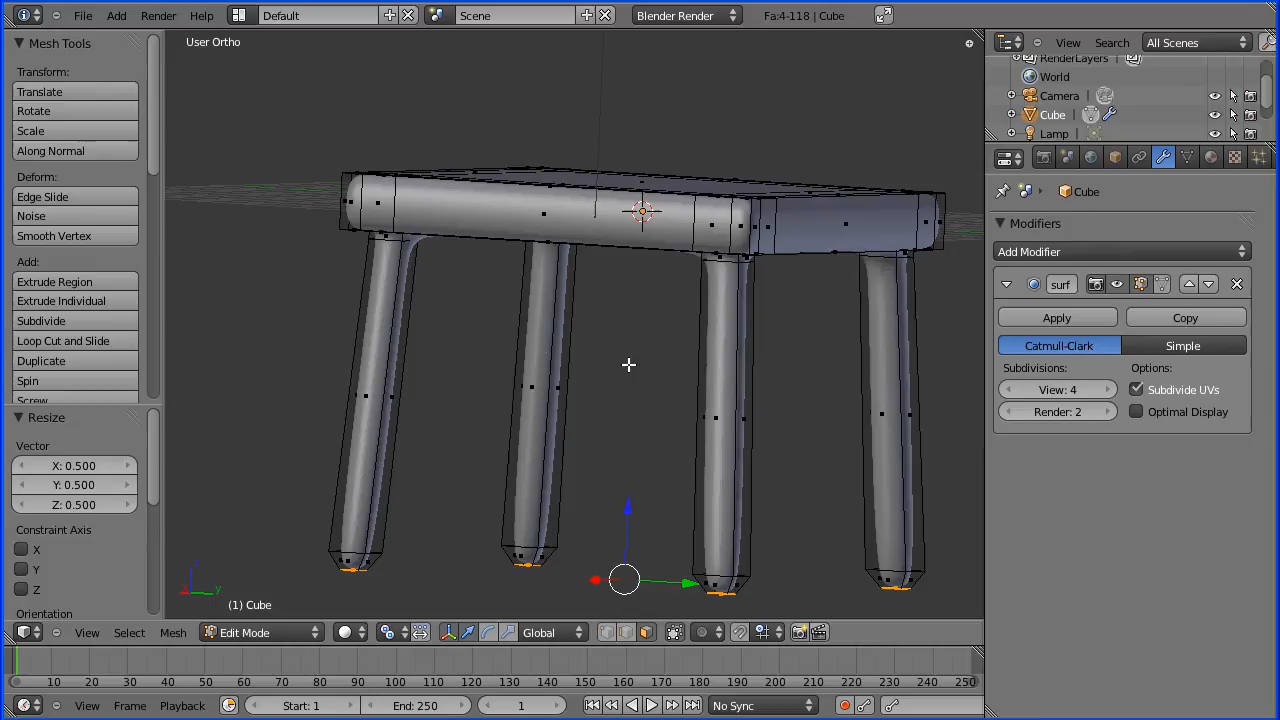 File Add Render Help Default Scene Blender Render Fa:4-118 | Cube
Mesh Tools
Transform:
Translate
Rotate
Scale
Along Normal
Deform:
Edge Slide
Noise
Smooth Vertex
Add:
Extrude Region
Extrude Individual
Subdivide
Loop Cut and Slide
Duplicate
Spin
Screw
Resize
Vector
X: 0.500
Y: 0.500
Z: 0.500
Constraint Axis
X
Y
Z
Orientation
User Ortho
z
x y
(1) Cube
View Select Mesh Edit Mode Global
0 10 20 30 40 50 60 70 80 90 100 110 120 130 140 150 160 170 180 190 200 210 220 230 240 250
View Frame Playback Start: 1 End: 250 1 No Sync
View Search All Scenes
RenderLayers |
World
Camera |
Cube |
Lamp |
Cube
Modifiers
Add Modifier
surf
Apply Copy
Catmull-Clark Simple
Subdivisions: Options:
View: 4 Subdivide UVs
Render: 2 Optimal Display